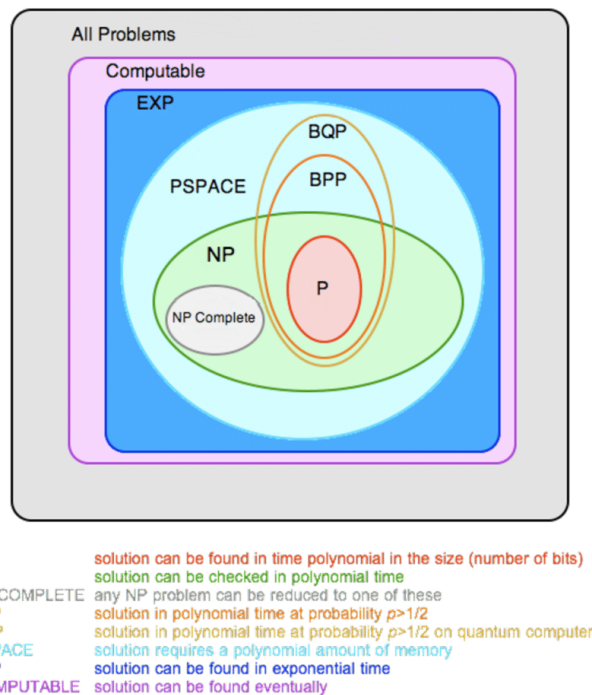 All Problems
Computable
EXP
BQP
BPP
PSPACE
NP
P
NP Complete
solution can be found in time polynomial in the size (number of bits)
solution can be checked in polynomial time
COMPLETE any NP problem can be reduced to one of these
solution in polynomial time at probability p>1/2
P solution in polynomial time at probability p>1/2 on quantum computer
ACE solution requires a polynomial amount of memory
P solution can be found in exponential time
MPUTABLE solution can be found eventually